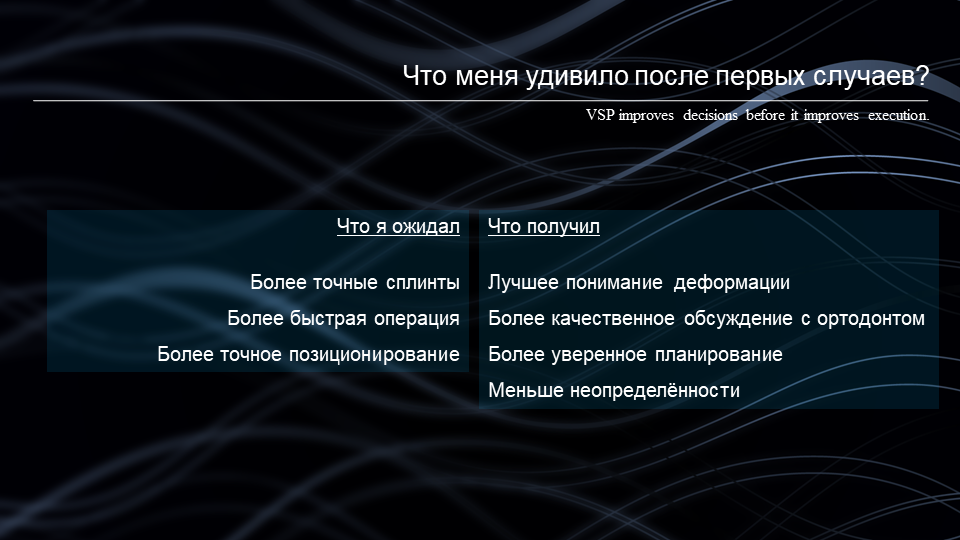 Что меня удивило после первых случаев?
VSP improves decisions before it improves execution.
Что я ожидал
Более точные сплинты
Более быстрая операция
Более точное позиционирование
Что получил
Лучшее понимание деформации
Более качественное обсуждение с ортодонтом
Более уверенное планирование
Меньше неопределённости